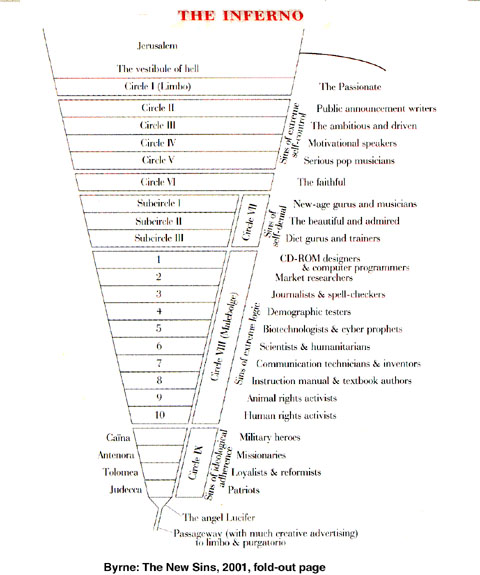 THE INFERNO
Jerusalem
The vestibule of hell
Circle I (Limbo)
The Passionate
Circle II
Public announcement writers
Circle III
The ambitious and driven
Circle IV
Motivational speakers
Circle V
Serious pop musicians
Sins of extreme
self-control
Circle VI
The faithful
Subcircle I
New-age gurus and musicians
Subcircle II
The beautiful and admired
Subcircle III
Diet gurus and trainers
Circle VII
Sins of
self-denial
1
CD-ROM designers
& computer programmers
2
Market researchers
3
Journalists & spell-checkers
4
Demographic testers
5
Biotechnologists & cyber prophets
6
Scientists & humanitarians
7
Communication technicians & inventors
8
Instruction manual & textbook authors
9
Animal rights activists
10
Human rights activists
Circle VIII (Malebolge)
Sins of extreme logic
Caïna
Military heroes
Antenora
Missionaries
Tolomea
Loyalists & reformists
Judecca
Patriots
Circle IX
Sins of ideological
adherence
The angel Lucifer
Passageway (with much creative advertising)
to limbo & purgatorio
Byrne: The New Sins, 2001, fold-out page